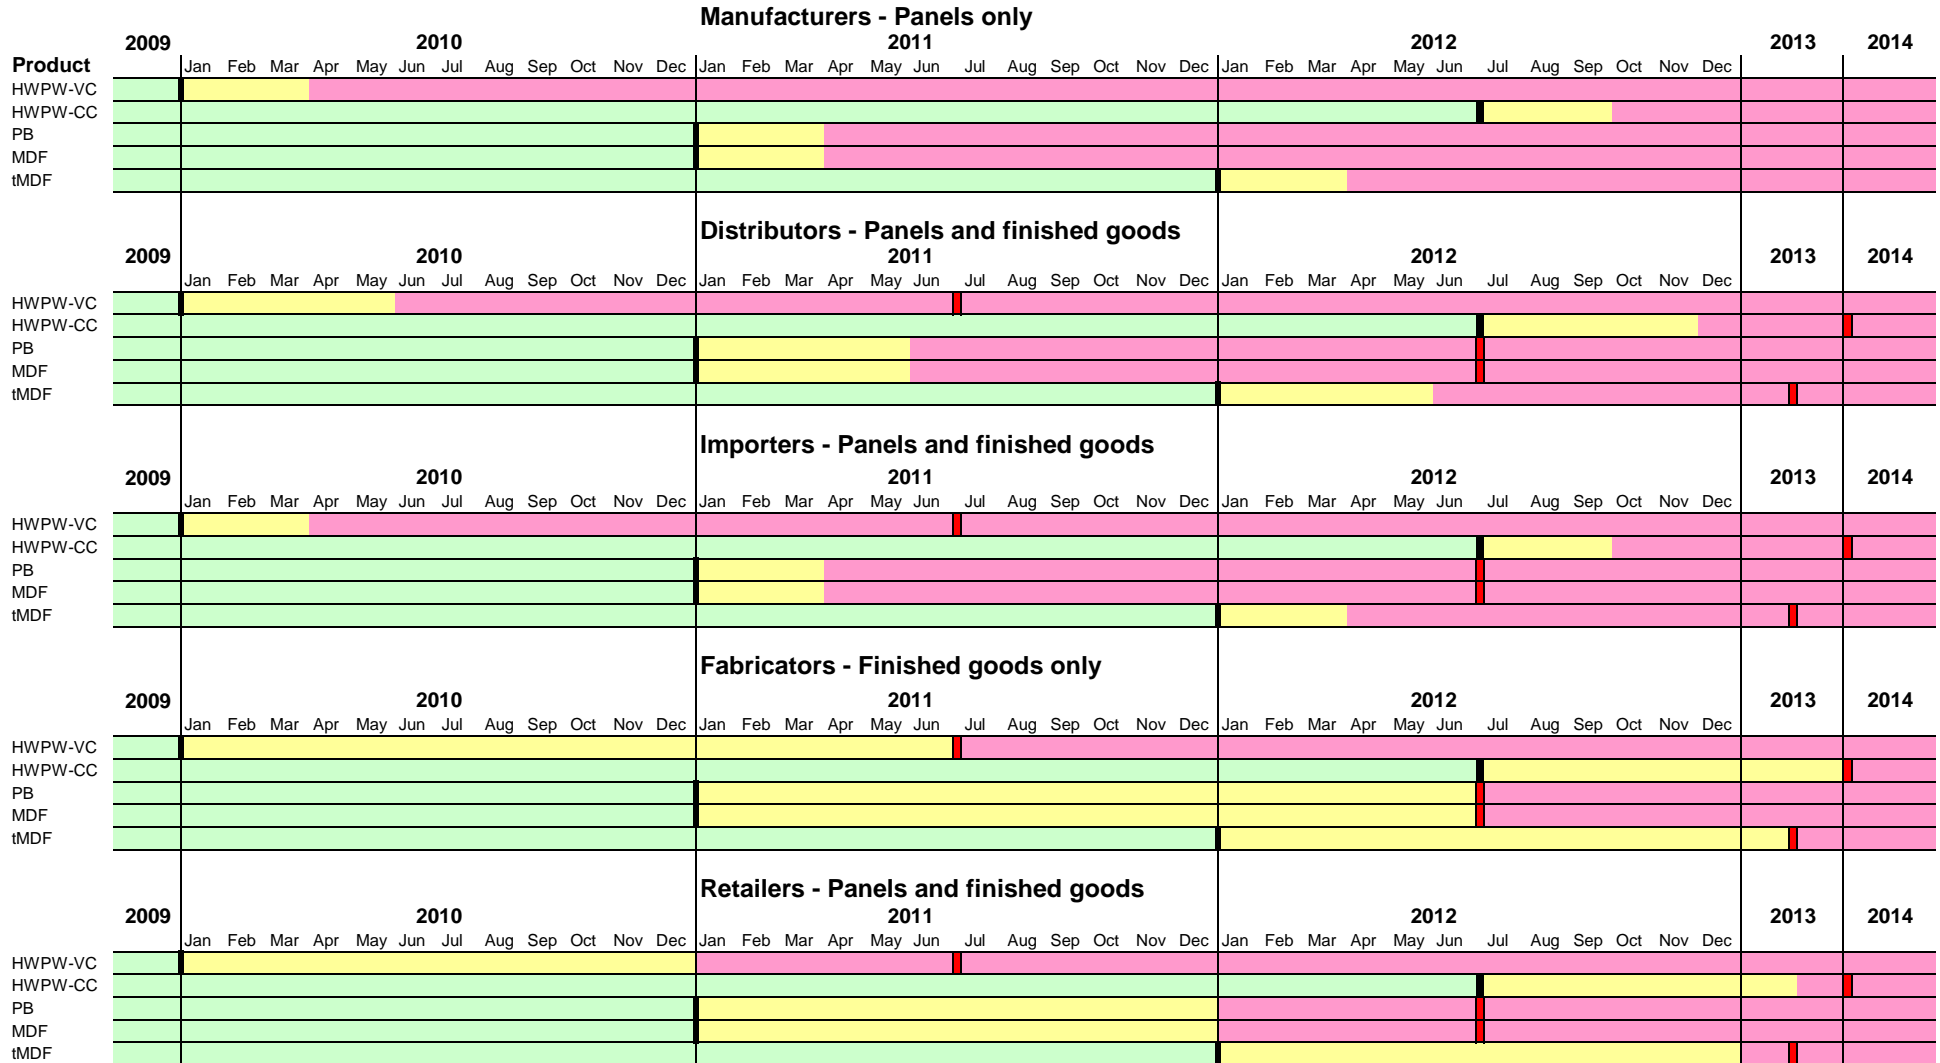 Manufacturers - Panels only
2009 2010 2011 2012 2013 2014
Product Jan Feb Mar Apr May Jun Jul Aug Sep Oct Nov Dec Jan Feb Mar Apr May Jun Jul Aug Sep Oct Nov Dec Jan Feb Mar Apr May Jun Jul Aug Sep Oct Nov Dec
HWPW-VC
HWPW-CC
PB
MDF
tMDF
Distributors - Panels and finished goods
2009 2010 2011 2012 2013 2014
Jan Feb Mar Apr May Jun Jul Aug Sep Oct Nov Dec Jan Feb Mar Apr May Jun Jul Aug Sep Oct Nov Dec Jan Feb Mar Apr May Jun Jul Aug Sep Oct Nov Dec
HWPW-VC
HWPW-CC
PB
MDF
tMDF
Importers - Panels and finished goods
2009 2010 2011 2012 2013 2014
Jan Feb Mar Apr May Jun Jul Aug Sep Oct Nov Dec Jan Feb Mar Apr May Jun Jul Aug Sep Oct Nov Dec Jan Feb Mar Apr May Jun Jul Aug Sep Oct Nov Dec
HWPW-VC
HWPW-CC
PB
MDF
tMDF
Fabricators - Finished goods only
2009 2010 2011 2012 2013 2014
Jan Feb Mar Apr May Jun Jul Aug Sep Oct Nov Dec Jan Feb Mar Apr May Jun Jul Aug Sep Oct Nov Dec Jan Feb Mar Apr May Jun Jul Aug Sep Oct Nov Dec
HWPW-VC
HWPW-CC
PB
MDF
tMDF
Retailers - Panels and finished goods
2009 2010 2011 2012 2013 2014
Jan Feb Mar Apr May Jun Jul Aug Sep Oct Nov Dec Jan Feb Mar Apr May Jun Jul Aug Sep Oct Nov Dec Jan Feb Mar Apr May Jun Jul Aug Sep Oct Nov Dec
HWPW-VC
HWPW-CC
PB
MDF
tMDF